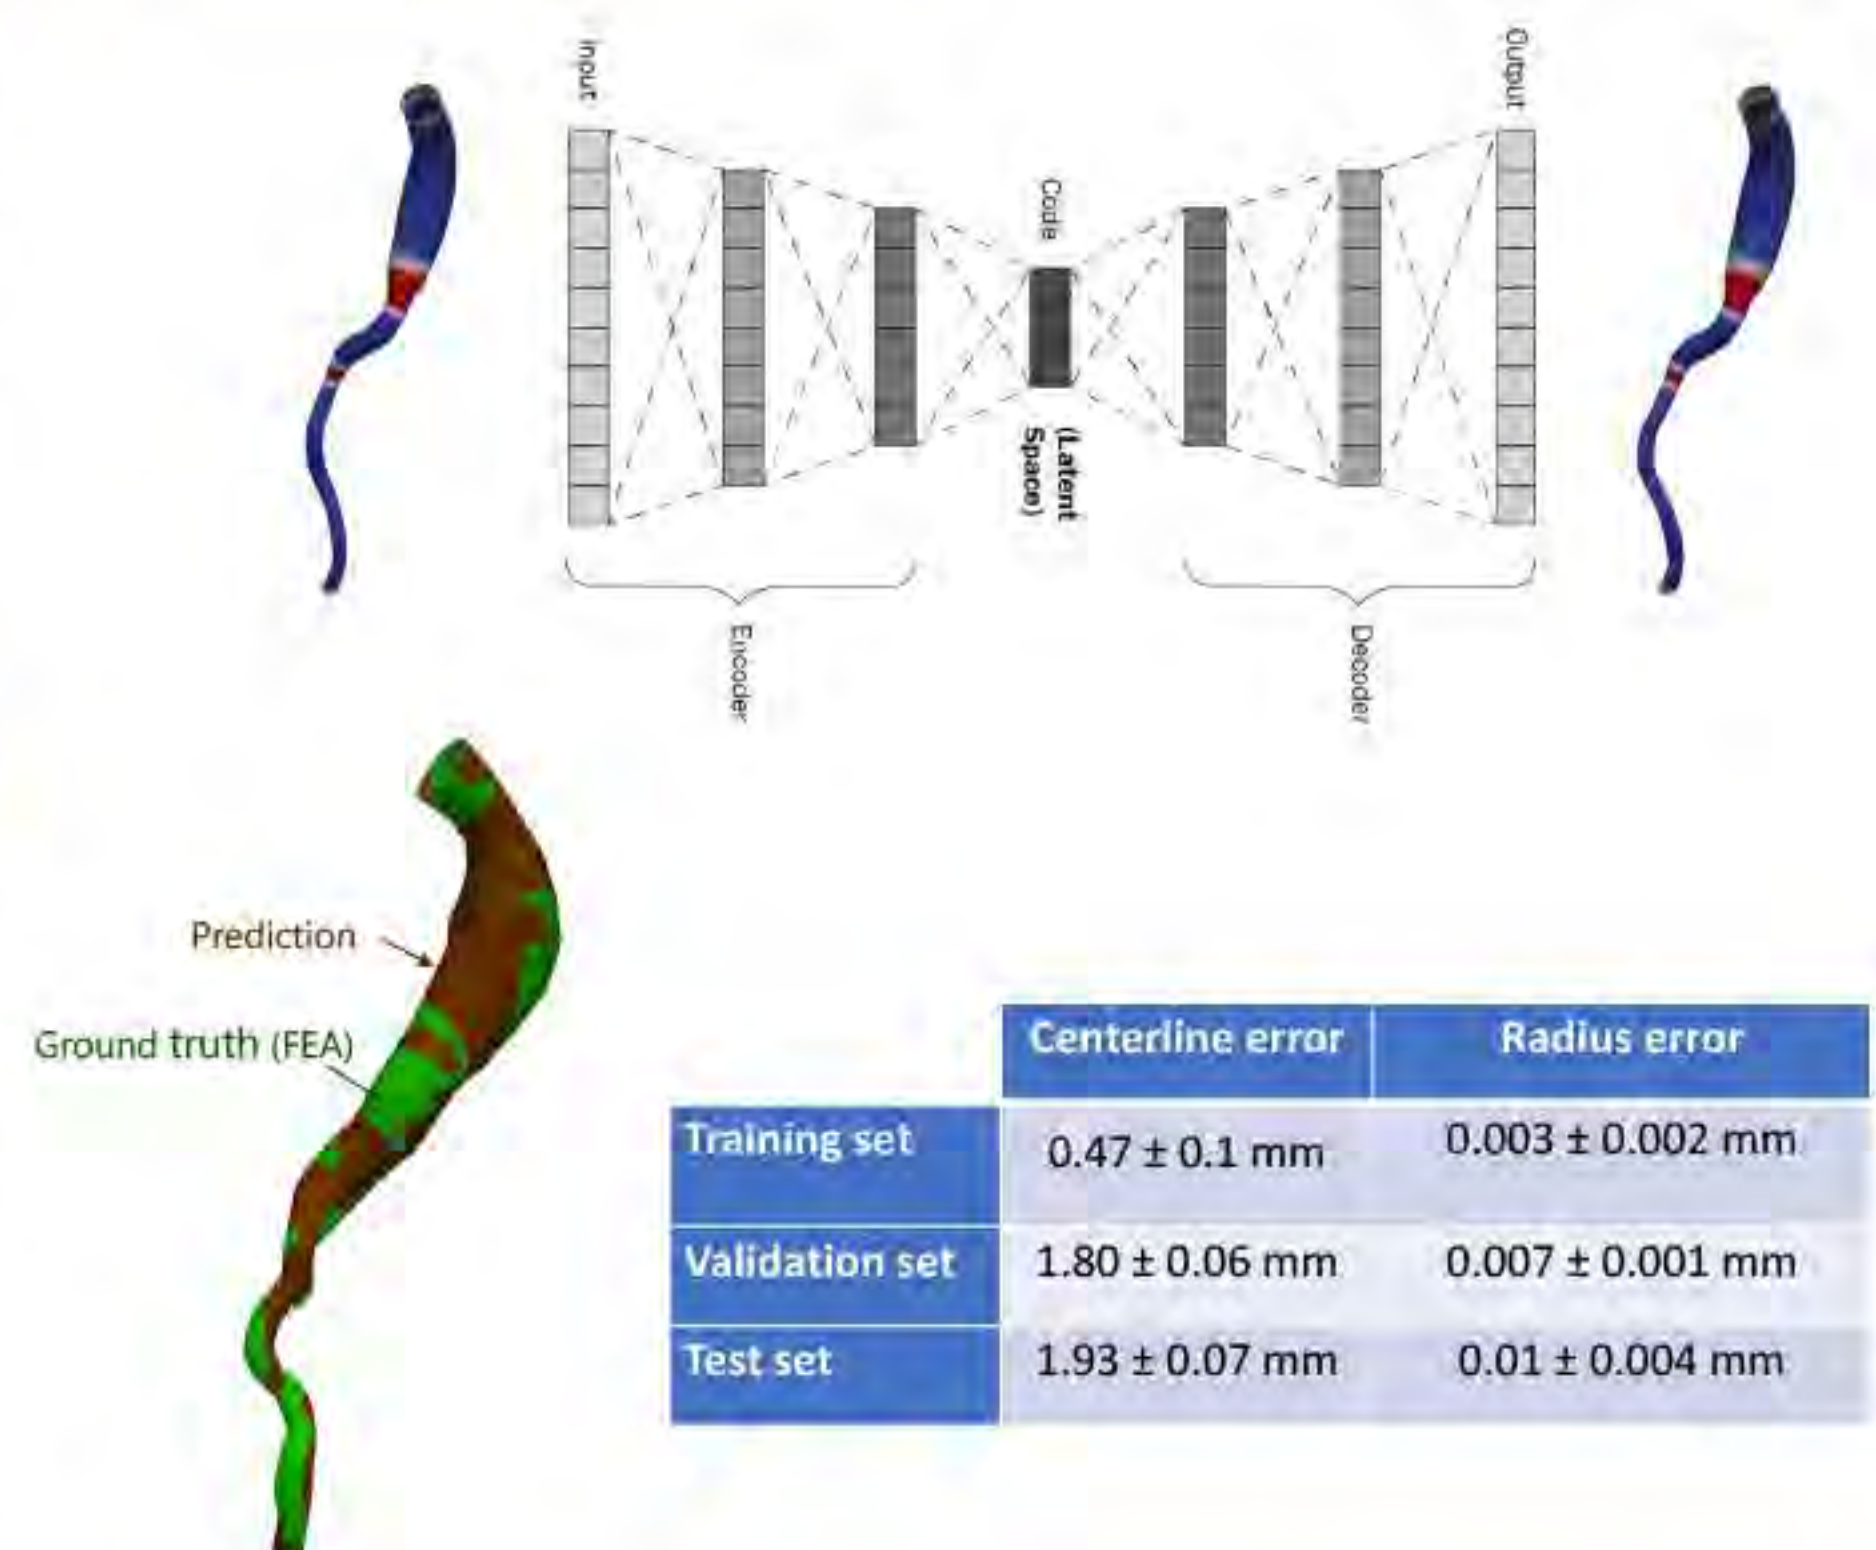 Input
Output
Code
(Latent
Space)
Encoder
Decoder
Prediction
Ground truth (FEA)
Centerline error
Radius error
Training set
0.47 ± 0.1 mm
0.003 ± 0.002 mm
Validation set
1.80 ± 0.06 mm
0.007 ± 0.001 mm
Test set
1.93 ± 0.07 mm
0.01 ± 0.004 mm